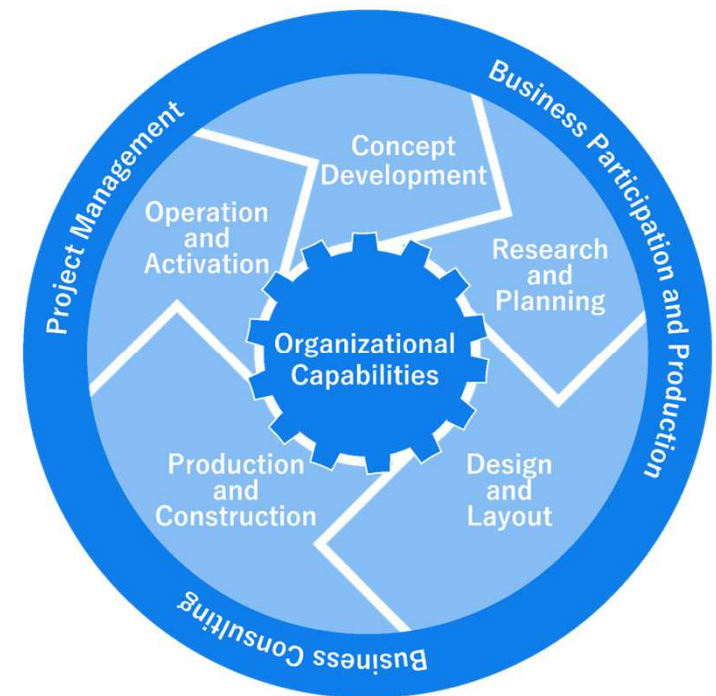 Project Management
Business Participation and Production
Business Consulting
Concept
Development
Research
and
Planning
Design
and
Layout
Production
and
Construction
Operation
and
Activation
Organizational
Capabilities